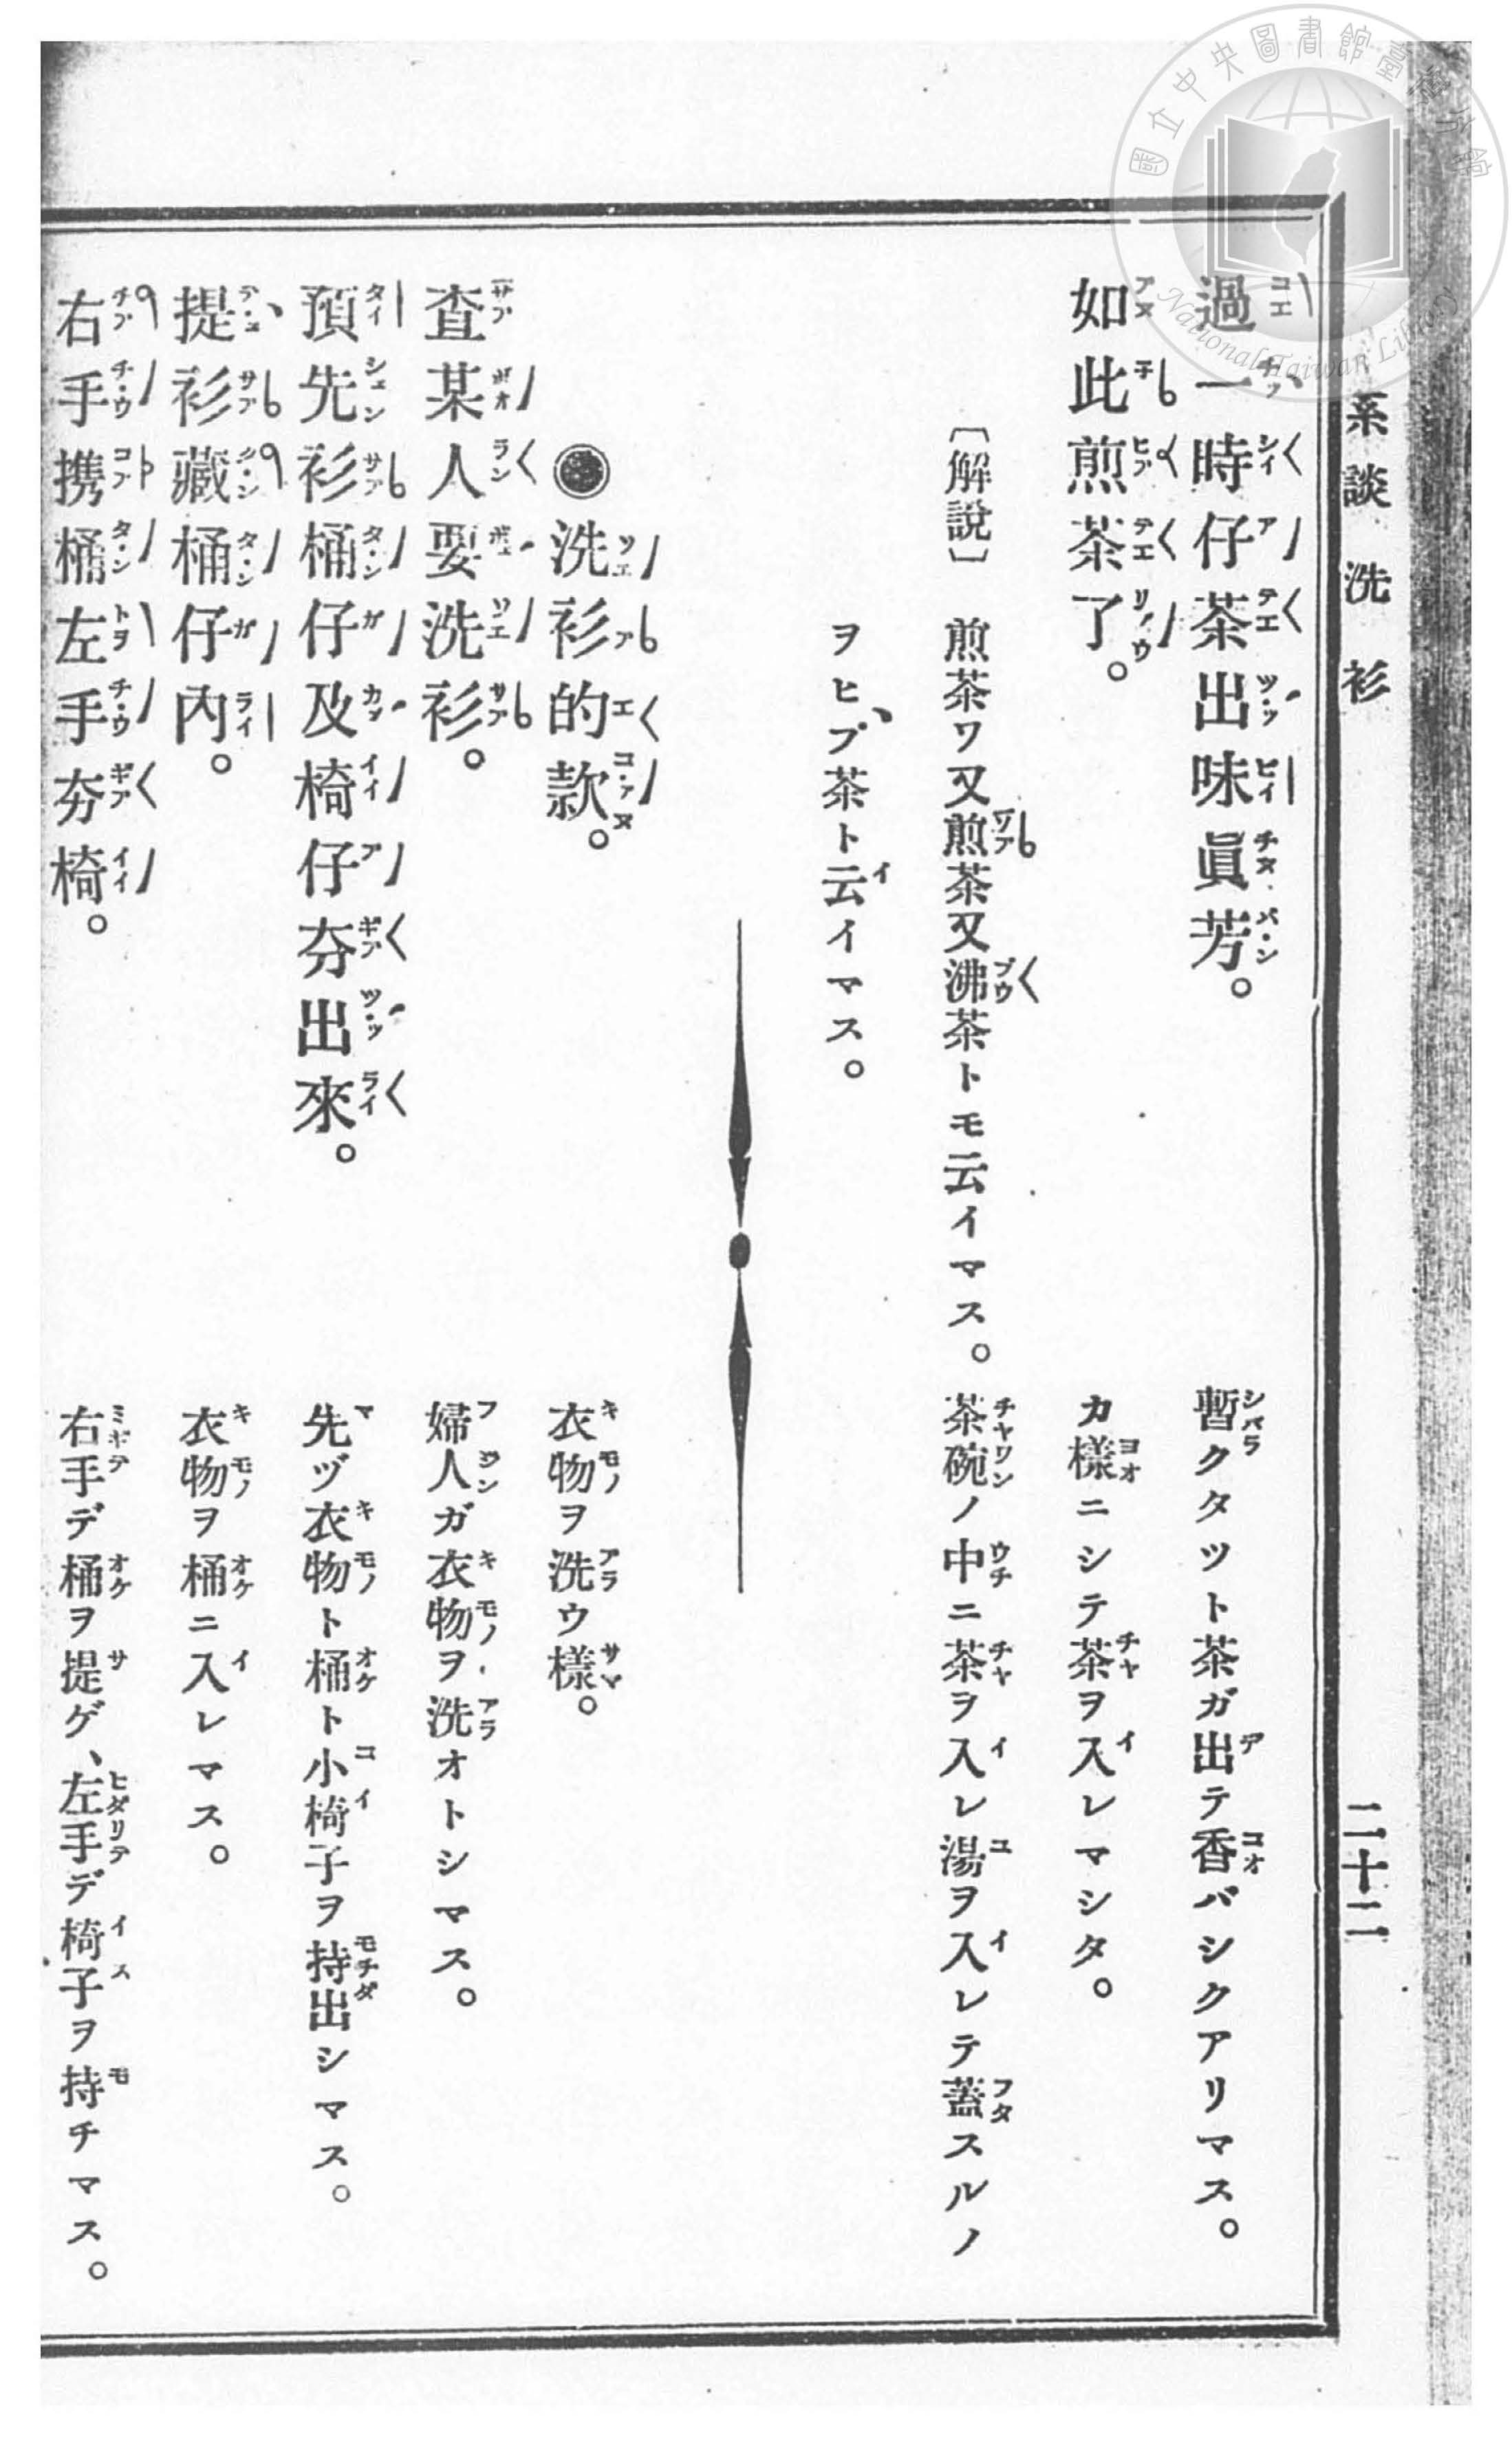 國立中央圖書館臺灣分館
National Taiwan Library
系談 洗衫 二十二
過一時仔茶出味眞芳。 暫クタツト茶ガ出テ香バシクアリマス。
如此煎茶了。 カ樣ニシテ茶ヲ入レマシタ。
〔解說〕 煎茶ワ又煎茶又沸茶トモ云イマス。茶碗ノ中ニ茶ヲ入レ湯ヲ入レテ蓋スルノ
ヲヒプ茶ト云イマス。
◉洗衫的款。 衣物ヲ洗ウ樣。
查某人要洗衫。 婦人ガ衣物ヲ洗オトシマス。
預先衫桶仔及椅仔夯出來。 先ヅ衣物ト桶ト小椅子ヲ持出シマス。
提衫藏桶仔內。 衣物ヲ桶ニ入レマス。
右手携桶左手夯椅。 右手デ桶ヲ提ゲ、左手デ椅子ヲ持チマス。